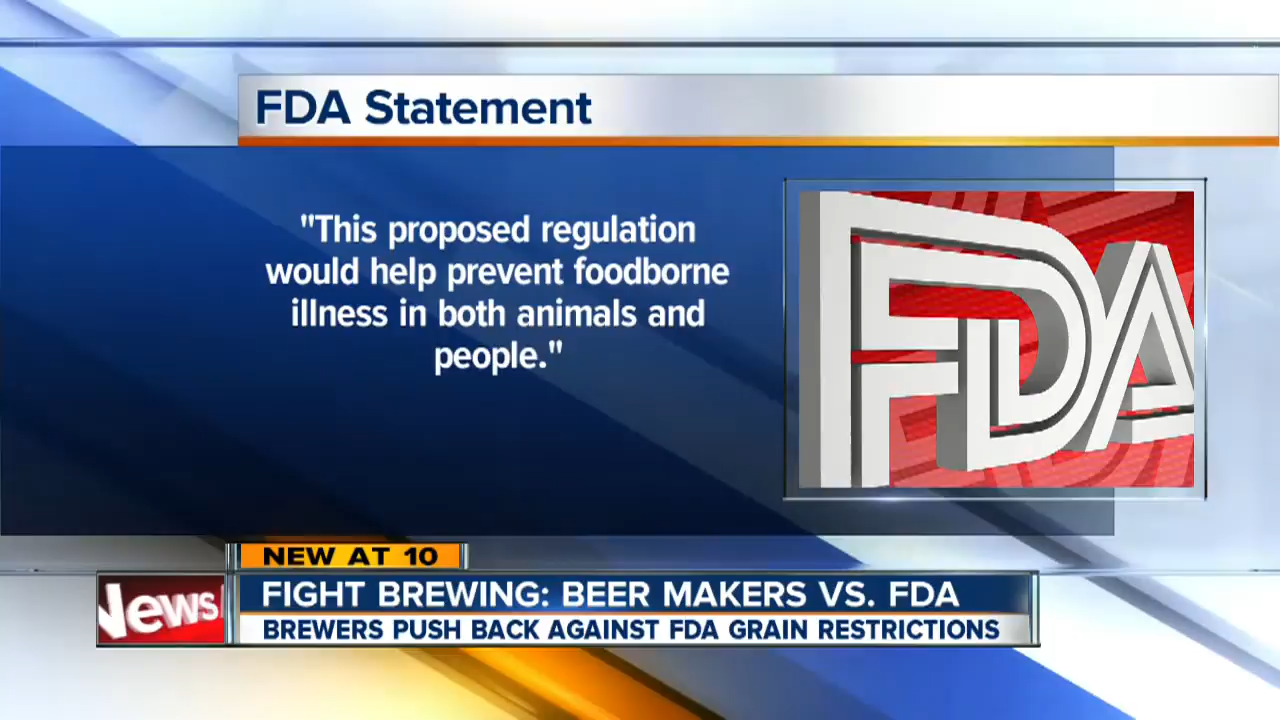 FDA Statement
"This proposed regulation
would help prevent foodborne
illness in both animals and
people."
FDA
NEW AT 10
News
FIGHT BREWING: BEER MAKERS VS. FDA
BREWERS PUSH BACK AGAINST FDA GRAIN RESTRICTIONS